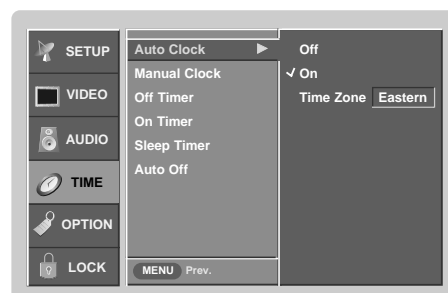 SETUP
VIDEO
AUDIO
TIME
OPTION
LOCK
Auto Clock
Manual Clock
Off Timer
On Timer
Sleep Timer
Auto Off
MENU Prev.
Off
On
Time Zone Eastern